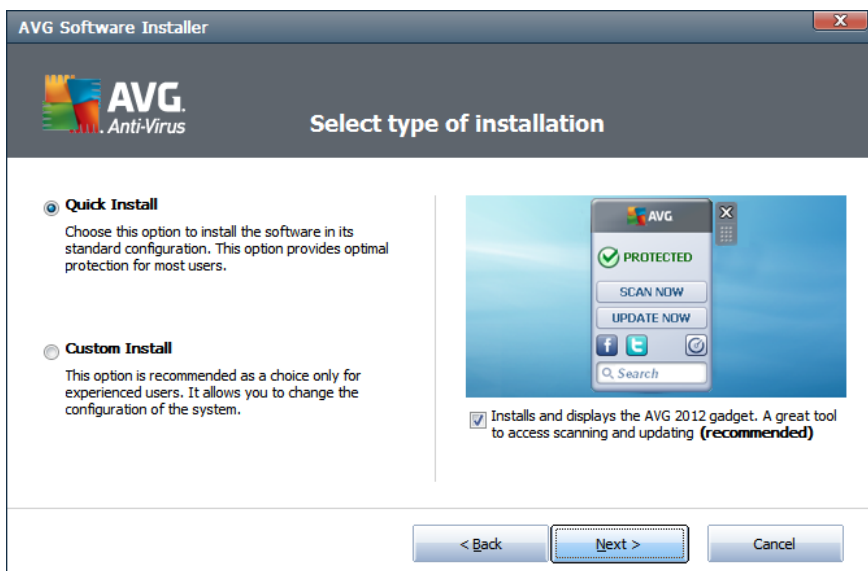 AVG Software Installer
AVG.
Anti-Virus
Select type of installation
Quick Install
Choose this option to install the software in its
standard configuration. This option provides optimal
protection for most users.
Custom Install
This option is recommended as a choice only for
experienced users. It allows you to change the
configuration of the system.
AVG
PROTECTED
SCAN NOW
UPDATE NOW
Search
Installs and displays the AVG 2012 gadget. A great tool
to access scanning and updating (recommended)
< Back
Next >
Cancel